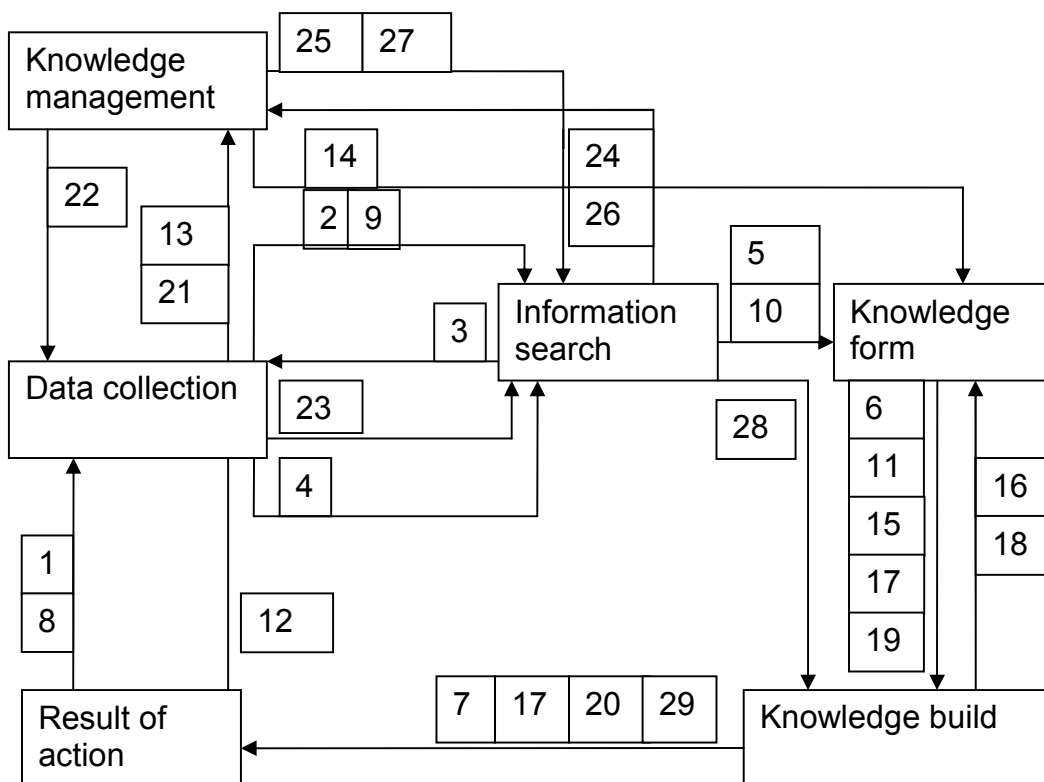 25 27
Knowledge
management
14
24
22
2 9
26
13
5
21
10
Information
search
Knowledge
form
3
Data collection
23
6
28
11
4
16
15
18
1
17
8
12
19
7 17 20 29
Result of
action
Knowledge build